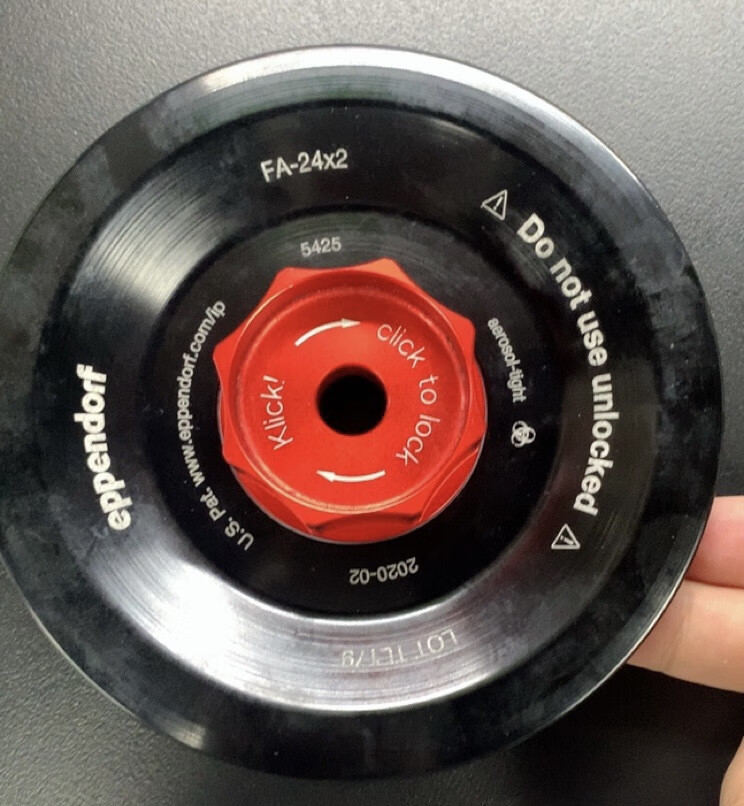 FA-24x2
⚠ Do not use unlocked ⚠
5425
aerosol-tight
eppendorf
U.S. Pat. www.eppendorf.com/ip
click to lock
Klick!
2020-02
LOT